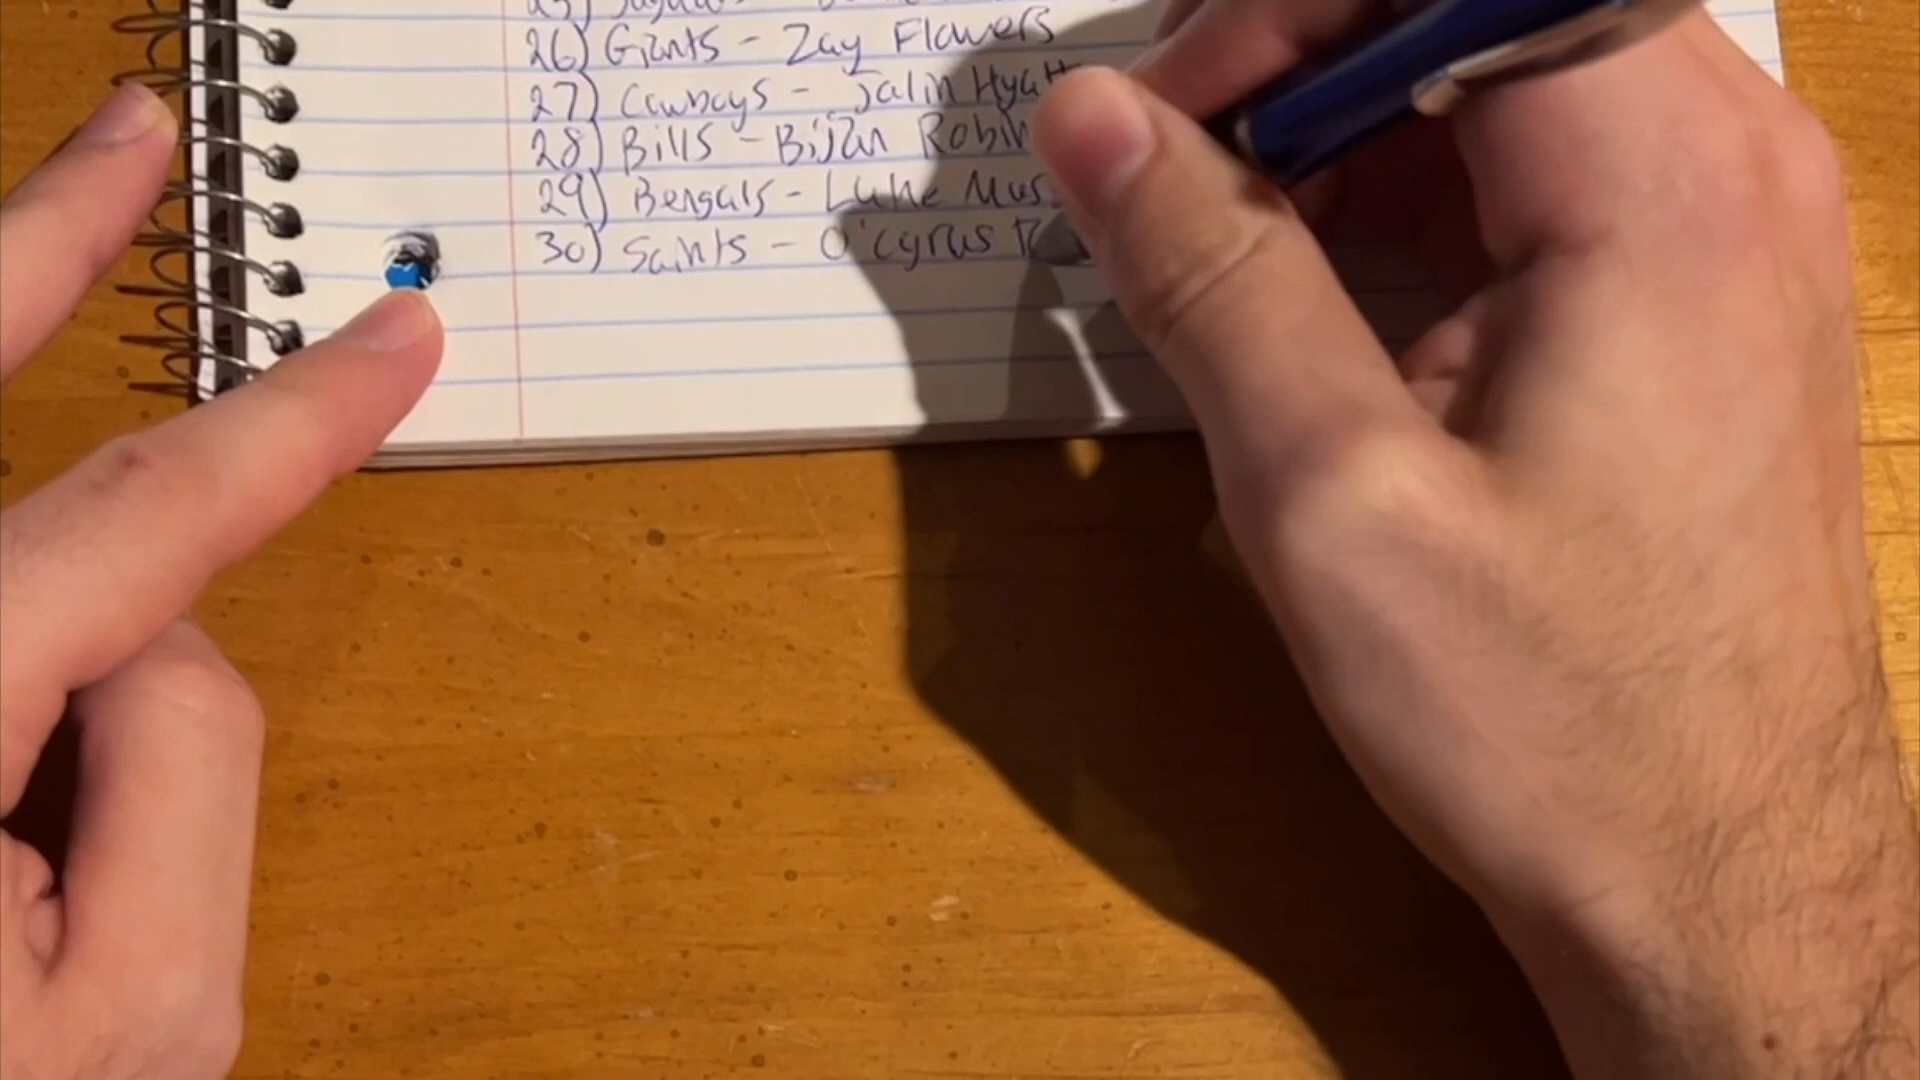 26) Giants - Zay Flowers
27) Cowboys - Jalin Hyatt
28) Bills - Bijan Robin
29) Bengals - Luke Mus
30) Saints - O'cyrus